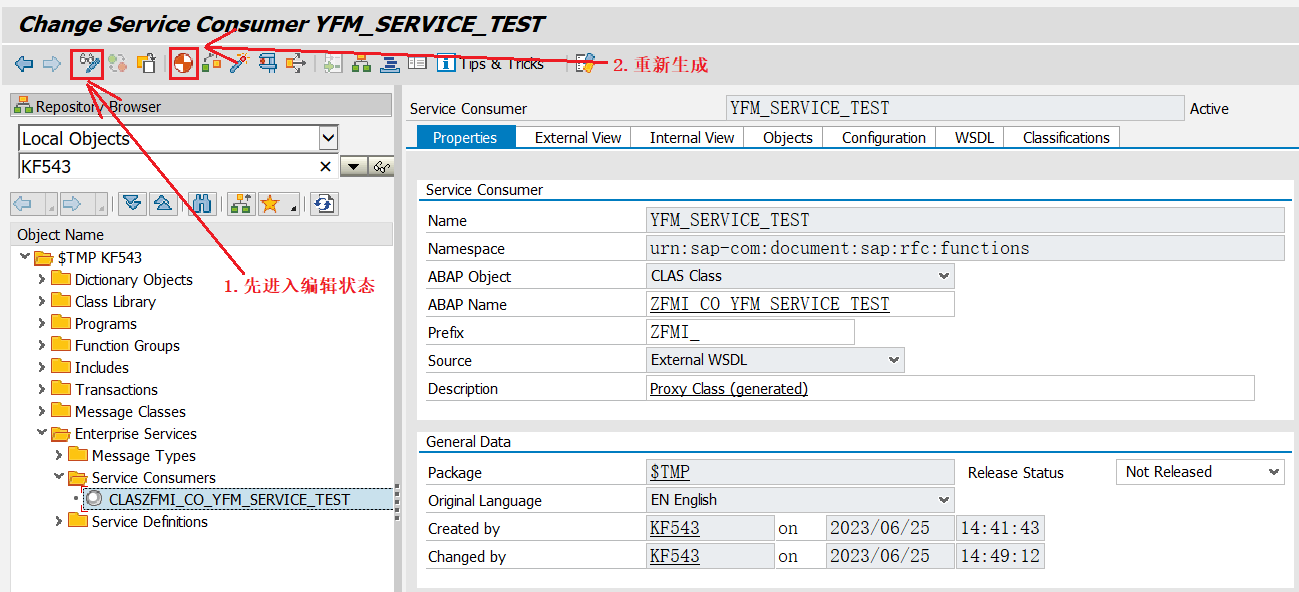 Change Service Consumer YFM_SERVICE_TEST
Tips & Tricks
2.重新生成
Repository Browser
Local Objects
KF543
Object Name
$TMP KF543
Dictionary Objects
Class Library
Programs
Function Groups
Includes
Transactions
Message Classes
Enterprise Services
Message Types
Service Consumers
CLASZFMI_CO_YFM_SERVICE_TEST
Service Definitions
1.先进入编辑状态
Service Consumer YFM_SERVICE_TEST Active
Properties External View Internal View Objects Configuration WSDL Classifications
Service Consumer
Name YFM_SERVICE_TEST
Namespace urn:sap-com:document:sap:rfc:functions
ABAP Object CLAS Class
ABAP Name ZFMI_CO_YFM_SERVICE_TEST
Prefix ZFMI_
Source External WSDL
Description Proxy Class (generated)
General Data
Package $TMP Release Status Not Released
Original Language EN English
Created by KF543 on 2023/06/25 14:41:43
Changed by KF543 on 2023/06/25 14:49:12